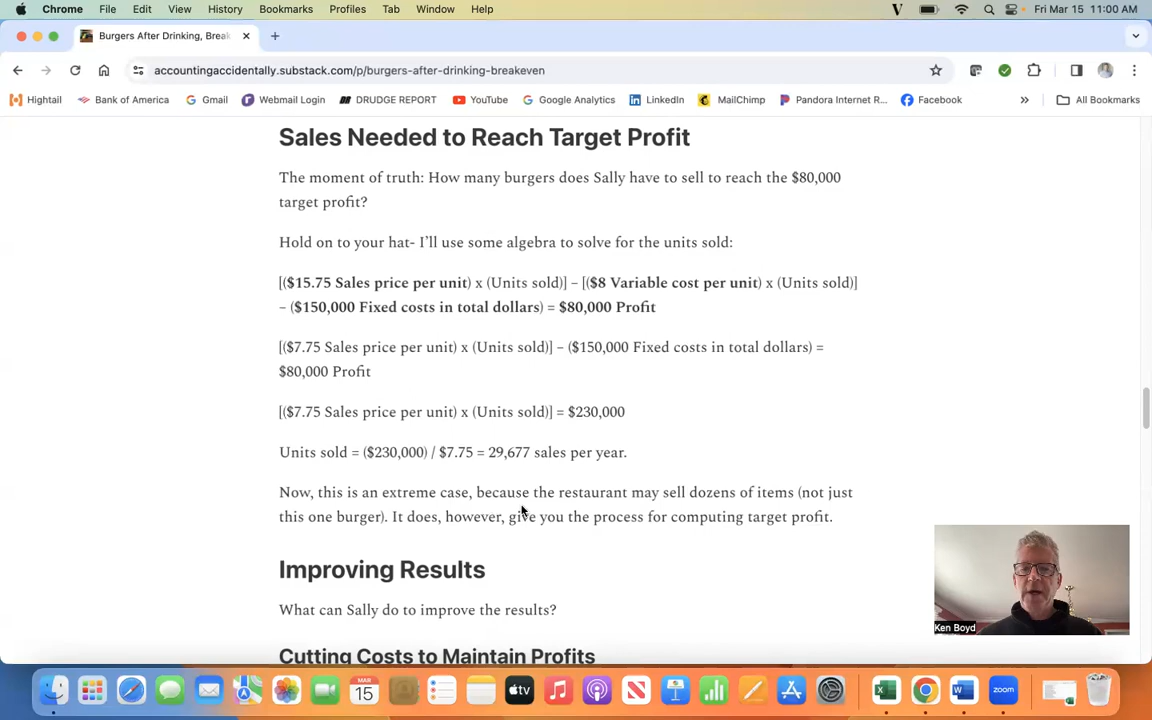 Chrome File Edit View History Bookmarks Profiles Tab Window Help V Fri Mar 15 11:00 AM
Burgers After Drinking, Break
accountingaccidentally.substack.com/p/burgers-after-drinking-breakeven
Hightail Bank of America Gmail Webmail Login DRUDGE REPORT YouTube Google Analytics LinkedIn MailChimp Pandora Internet R... Facebook » All Bookmarks
Sales Needed to Reach Target Profit
The moment of truth: How many burgers does Sally have to sell to reach the $80,000
target profit?
Hold on to your hat- I’ll use some algebra to solve for the units sold:
[($15.75 Sales price per unit) x (Units sold)] – [($8 Variable cost per unit) x (Units sold)]
– ($150,000 Fixed costs in total dollars) = $80,000 Profit
[($7.75 Sales price per unit) x (Units sold)] – ($150,000 Fixed costs in total dollars) =
$80,000 Profit
[($7.75 Sales price per unit) x (Units sold)] = $230,000
Units sold = ($230,000) / $7.75 = 29,677 sales per year.
Now, this is an extreme case, because the restaurant may sell dozens of items (not just
this one burger). It does, however, give you the process for computing target profit.
Improving Results
What can Sally do to improve the results?
Cutting Costs to Maintain Profits
Ken Boyd
MAR
15
tv
zoom